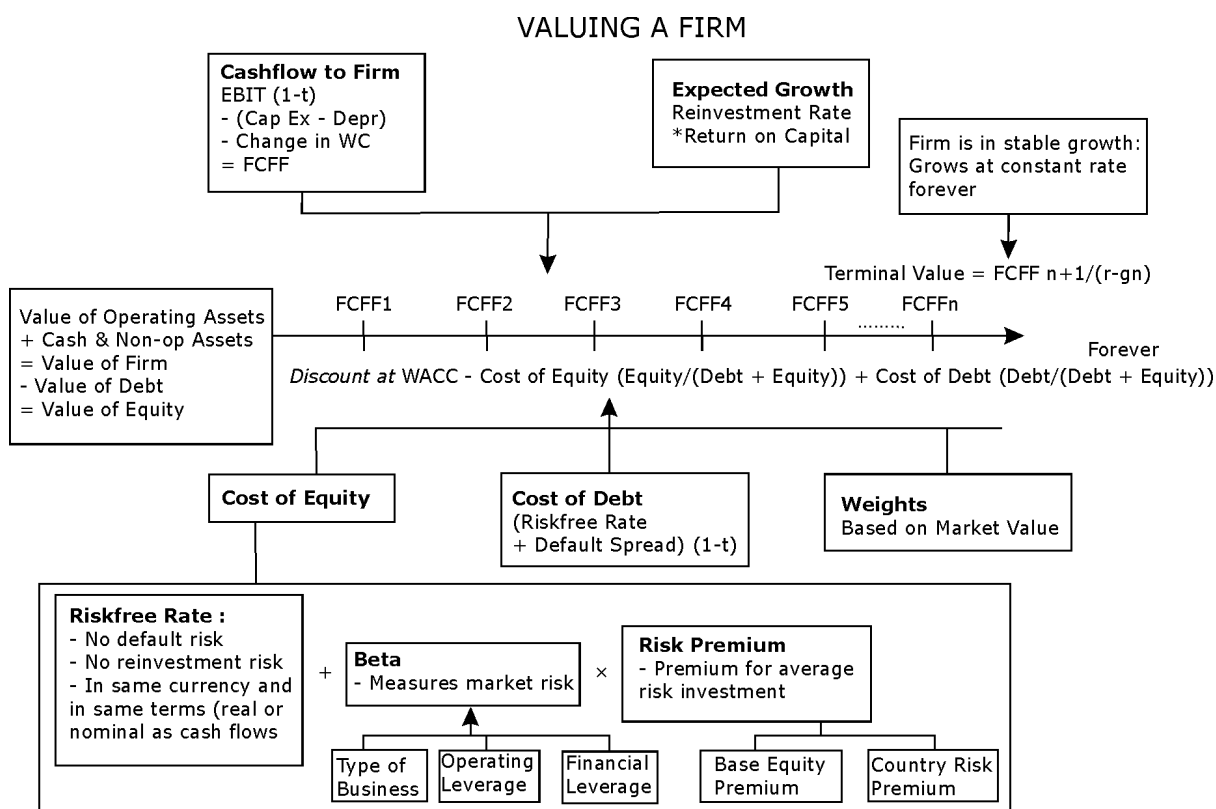 VALUING A FIRM
Cashflow to Firm
EBIT (1-t)
- (Cap Ex - Depr)
- Change in WC
= FCFF
Expected Growth
Reinvestment Rate
*Return on Capital
Firm is in stable growth:
Grows at constant rate
forever
Terminal Value = FCFF n+1/(r-gn)
Value of Operating Assets
+ Cash & Non-op Assets
= Value of Firm
- Value of Debt
= Value of Equity
FCFF1 FCFF2 FCFF3 FCFF4 FCFF5 ......... FCFFn
Forever
Discount at WACC - Cost of Equity (Equity/(Debt + Equity)) + Cost of Debt (Debt/(Debt + Equity))
Cost of Equity
Cost of Debt
(Riskfree Rate
+ Default Spread) (1-t)
Weights
Based on Market Value
Riskfree Rate :
- No default risk
- No reinvestment risk
- In same currency and
in same terms (real or
nominal as cash flows
+
Beta
- Measures market risk
×
Risk Premium
- Premium for average
risk investment
Type of
Business
Operating
Leverage
Financial
Leverage
Base Equity
Premium
Country Risk
Premium